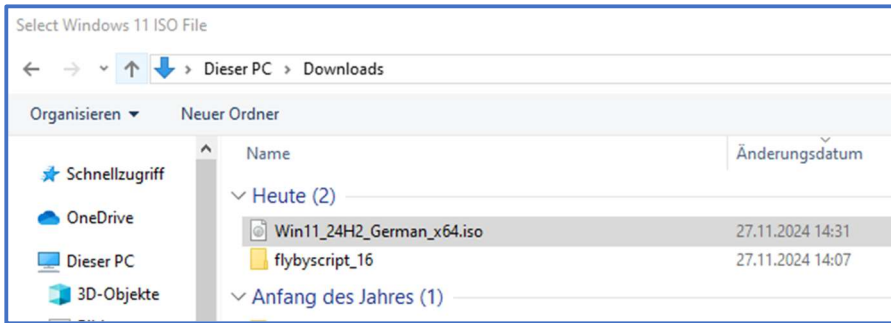 Select Windows 11 ISO File
Dieser PC > Downloads
Organisieren Neuer Ordner
Name Änderungsdatum
Schnellzugriff
Heute (2)
OneDrive
Win11_24H2_German_x64.iso 27.11.2024 14:31
Dieser PC
flybyscript_16 27.11.2024 14:07
3D-Objekte
Anfang des Jahres (1)